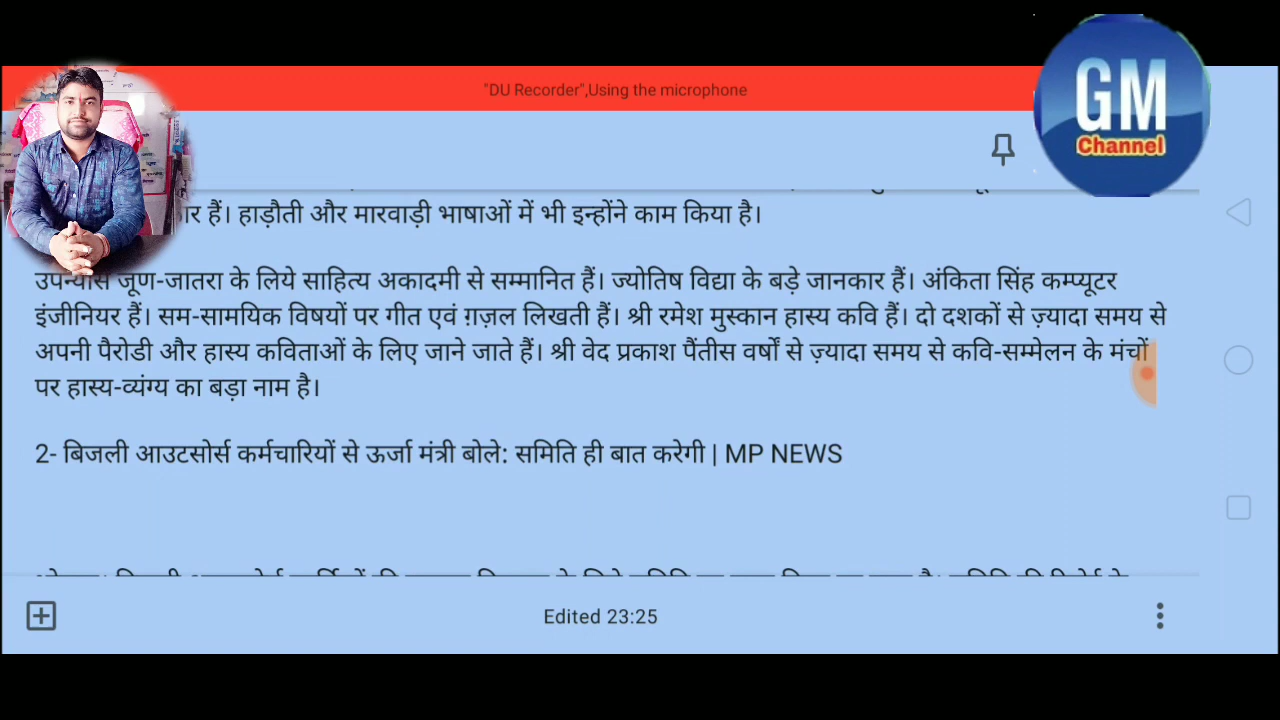 "DU Recorder",Using the microphone
GM
Channel
हैं। हाड़ौती और मारवाड़ी भाषाओं में भी इन्होंने काम किया है।
उपन्यास जूण-जातरा के लिये साहित्य अकादमी से सम्मानित हैं। ज्योतिष विद्या के बड़े जानकार हैं। अंकिता सिंह कम्प्यूटर
इंजीनियर हैं। सम-सामयिक विषयों पर गीत एवं ग़ज़ल लिखती हैं। श्री रमेश मुस्कान हास्य कवि हैं। दो दशकों से ज़्यादा समय से
अपनी पैरोडी और हास्य कविताओं के लिए जाने जाते हैं। श्री वेद प्रकाश पैंतीस वर्षों से ज़्यादा समय से कवि-सम्मेलन के मंचों
पर हास्य-व्यंग्य का बड़ा नाम है।
2- बिजली आउटसोर्स कर्मचारियों से ऊर्जा मंत्री बोले: समिति ही बात करेगी | MP NEWS
Edited 23:25